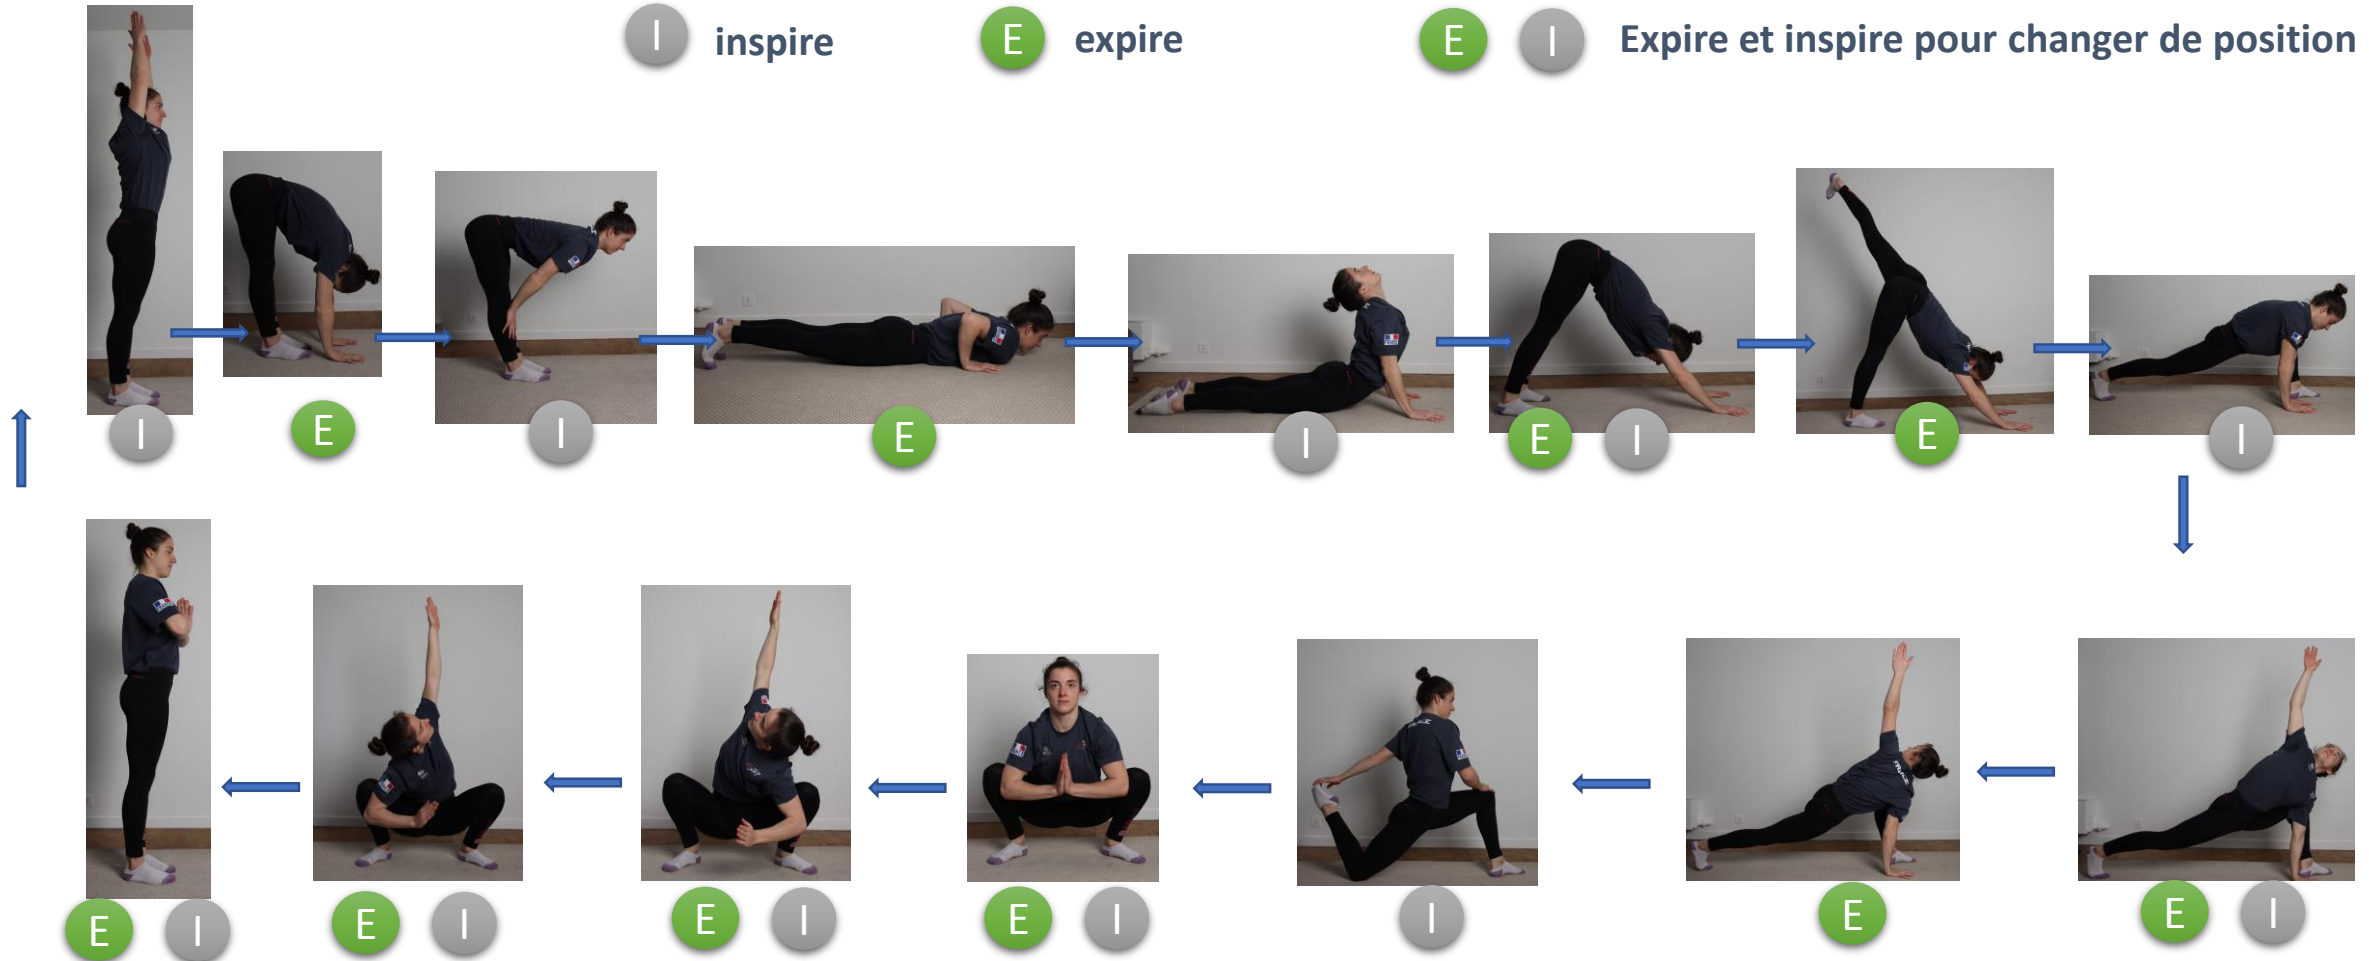 I inspire E expire E I Expire et inspire pour changer de position
I E I E I E I E I
E I E I E I E I I E E I